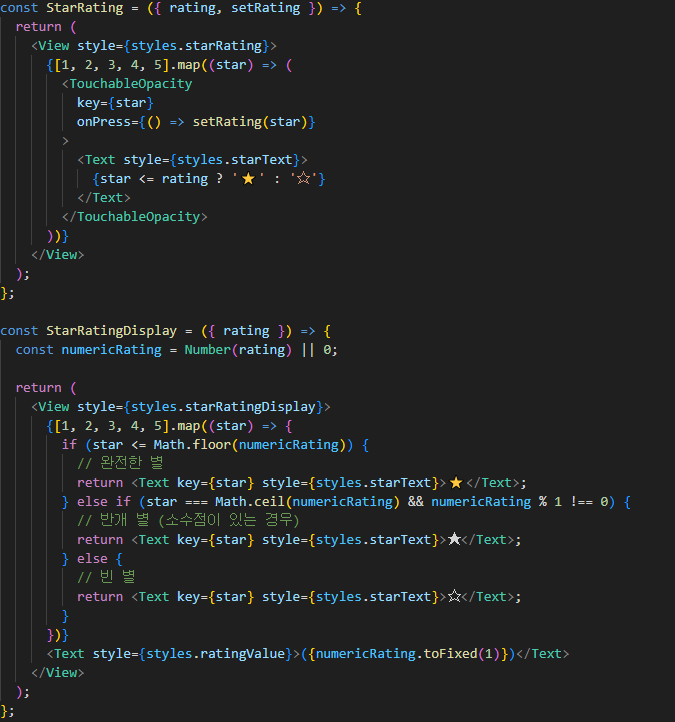 const StarRating = ({ rating, setRating }) => {
  return (
    <View style={styles.starRating}>
      {[1, 2, 3, 4, 5].map((star) => (
        <TouchableOpacity
          key={star}
          onPress={() => setRating(star)}
        >
          <Text style={styles.starText}>
            {star <= rating ? '⭐' : '☆'}
          </Text>
        </TouchableOpacity>
      ))}
    </View>
  );
};

const StarRatingDisplay = ({ rating }) => {
  const numericRating = Number(rating) || 0;

  return (
    <View style={styles.starRatingDisplay}>
      {[1, 2, 3, 4, 5].map((star) => {
        if (star <= Math.floor(numericRating)) {
          // 완전한 별
          return <Text key={star} style={styles.starText}>⭐</Text>;
        } else if (star === Math.ceil(numericRating) && numericRating % 1 !== 0) {
          // 반개 별 (소수점이 있는 경우)
          return <Text key={star} style={styles.starText}>★</Text>;
        } else {
          // 빈 별
          return <Text key={star} style={styles.starText}>☆</Text>;
        }
      })}
      <Text style={styles.ratingValue}>({numericRating.toFixed(1)})</Text>
    </View>
  );
};